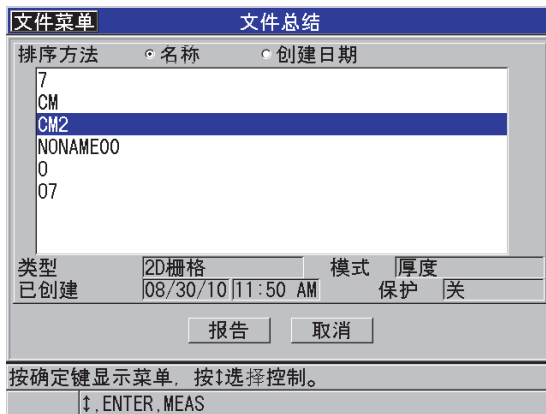 文件菜单 文件总结
排序方法 名称 创建日期
7
CM
CM2
NONAME00
0
07
类型 2D栅格 模式 厚度
已创建 08/30/10 11:50 AM 保护 关
报告 取消
按确定键显示菜单，按↕选择控制。
↕,ENTER,MEAS